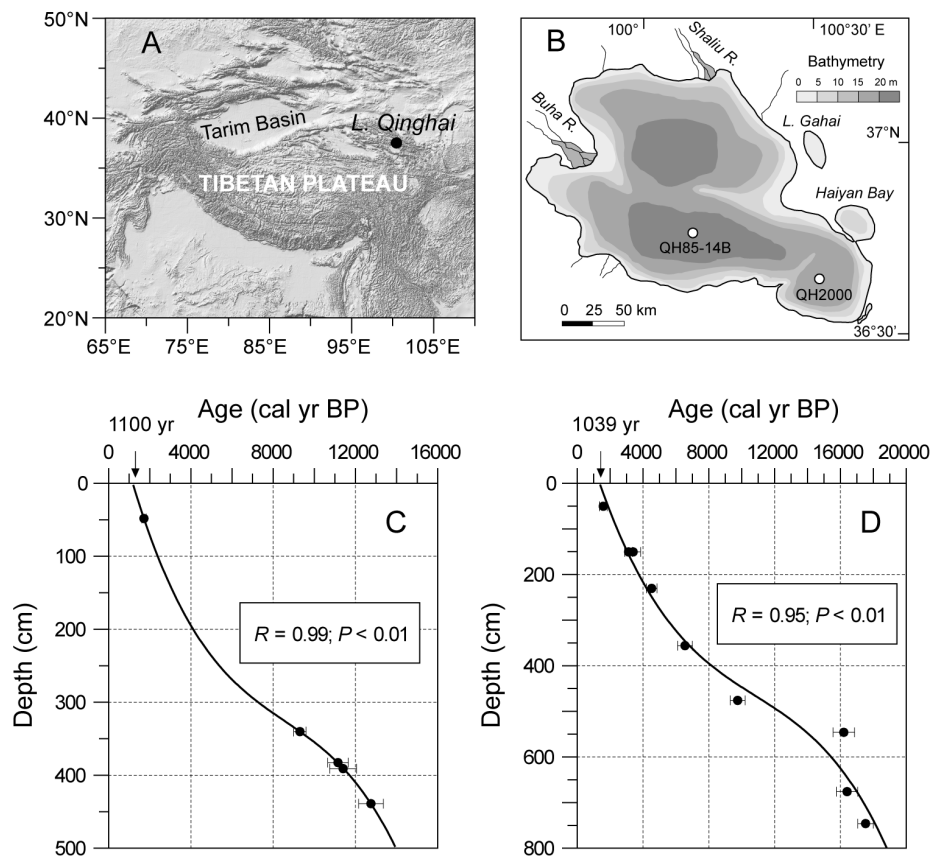 A
50°N
40°N
30°N
20°N
65°E
75°E
85°E
95°E
105°E
Tarim Basin
L. Qinghai
TIBETAN PLATEAU
B
100°
100°30' E
Shaliu R.
Buha R.
Bathymetry
0 5 10 15 20 m
L. Gahai
37°N
Haiyan Bay
QH85-14B
QH2000
0 25 50 km
36°30'
Age (cal yr BP)
1100 yr
0 4000 8000 12000 16000
C
Depth (cm)
0
100
200
300
400
500
R = 0.99; P < 0.01
Age (cal yr BP)
1039 yr
0 4000 8000 12000 16000 20000
D
Depth (cm)
0
200
400
600
800
R = 0.95; P < 0.01